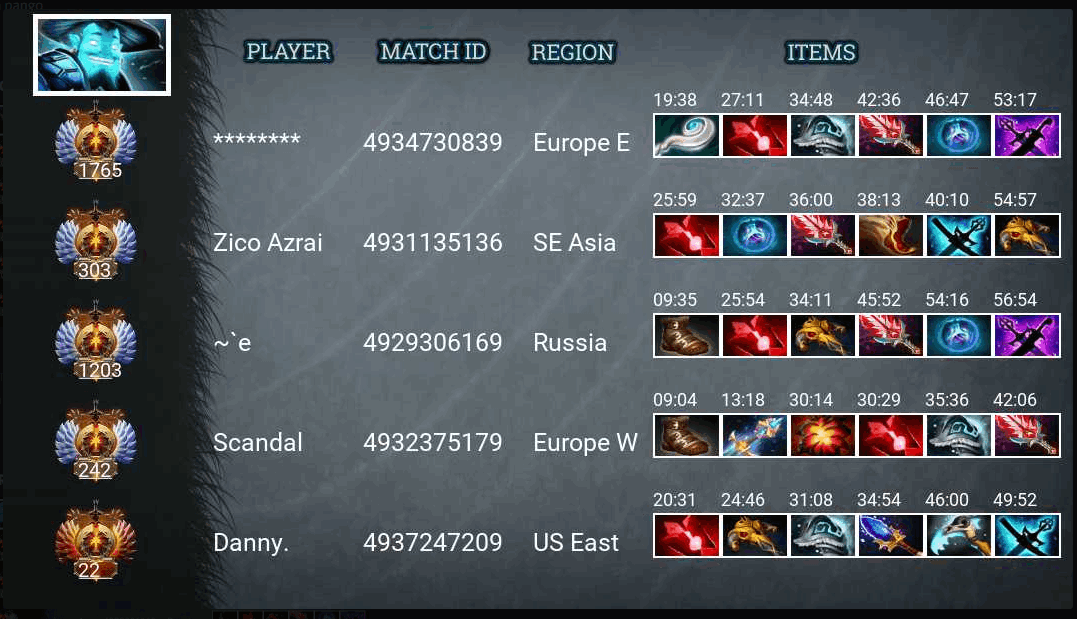 pango
PLAYER MATCH ID REGION ITEMS
19:38 27:11 34:48 42:36 46:47 53:17
1765 ******** 4934730839 Europe E
25:59 32:37 36:00 38:13 40:10 54:57
303 Zico Azrai 4931135136 SE Asia
09:35 25:54 34:11 45:52 54:16 56:54
1203 ~`e 4929306169 Russia
09:04 13:18 30:14 30:29 35:36 42:06
242 Scandal 4932375179 Europe W
20:31 24:46 31:08 34:54 46:00 49:52
22 Danny. 4937247209 US East